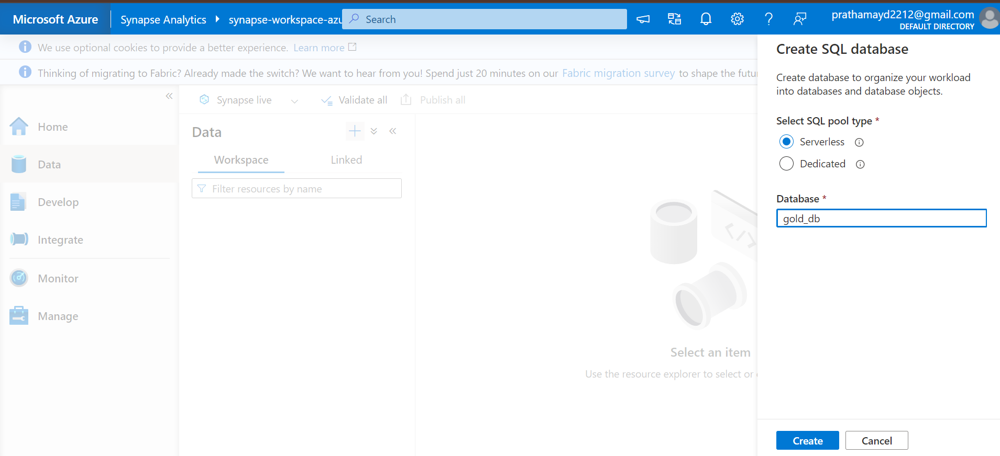 Microsoft Azure
Synapse Analytics
synapse-workspace-azu
Search
prathamayd2212@gmail.com
DEFAULT DIRECTORY
We use optional cookies to provide a better experience. Learn more
Thinking of migrating to Fabric? Already made the switch? We want to hear from you! Spend just 20 minutes on our Fabric migration survey to shape the futu
Home
Data
Develop
Integrate
Monitor
Manage
Synapse live
Validate all
Publish all
Data
Workspace
Linked
Filter resources by name
Select an item
Use the resource explorer to select or
Create SQL database
Create database to organize your workload
into databases and database objects.
Select SQL pool type *
Serverless
Dedicated
Database *
gold_db
Create
Cancel